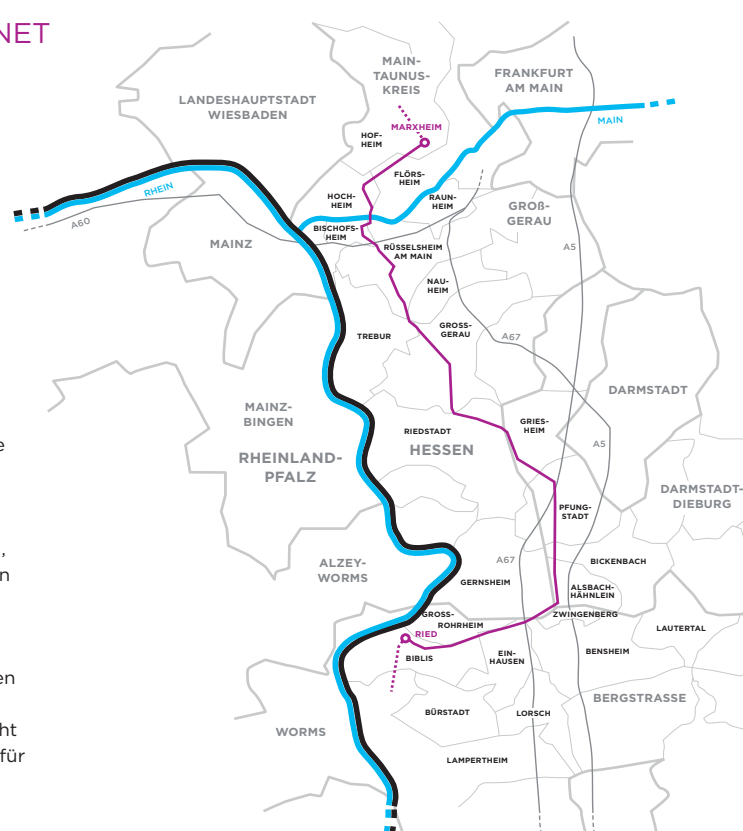 NET
MAIN-
TAUNUS-
KREIS
FRANKFURT
AM MAIN
LANDESHAUPTSTADT
WIESBADEN
MARXHEIM
MAIN
HOF-
HEIM
FLÖRS-
HEIM
RHEIN
HOCH-
HEIM
RAUN-
HEIM
GROß-
GERAU
A60
BISCHOFS-
HEIM
MAINZ
RÜSSELSHEIM
AM MAIN
A5
NAU-
HEIM
TREBUR
GROSS-
GERAU
A67
DARMSTADT
MAINZ-
BINGEN
RIEDSTADT
GRIES-
HEIM
HESSEN
A5
RHEINLAND-
PFALZ
e
DARMSTADT-
DIEBURG
PFUNG-
STADT
,
n
ALZEY-
WORMS
A67
BICKENBACH
GERNSHEIM
ALSBACH-
HÄHNLEIN
GROSS-
ROHRHEIM
ZWINGENBERG
LAUTERTAL
RIED
BIBLIS
EIN-
HAUSEN
BENSHEIM
en
BERGSTRASSE
BÜRSTADT
LORSCH
ht
WORMS
für
LAMPERTHEIM